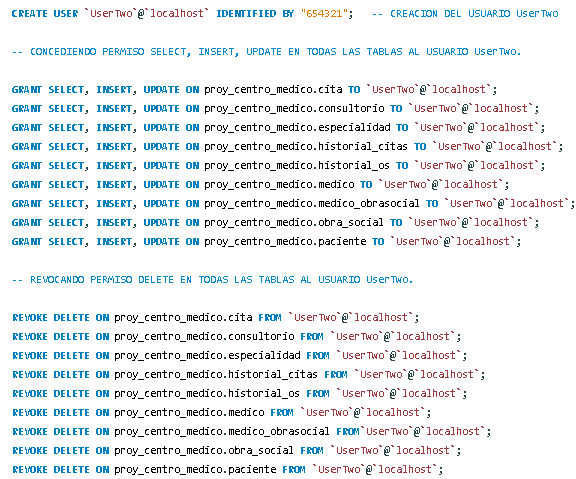 CREATE USER `UserTwo`@`localhost` IDENTIFIED BY "654321";   -- CREACION DEL USUARIO UserTwo
-- CONCEDIENDO PERMISO SELECT, INSERT, UPDATE EN TODAS LAS TABLAS AL USUARIO UserTwo.
GRANT SELECT, INSERT, UPDATE ON proy_centro_medico.cita TO `UserTwo`@`localhost`;
GRANT SELECT, INSERT, UPDATE ON proy_centro_medico.consultorio TO `UserTwo`@`localhost`;
GRANT SELECT, INSERT, UPDATE ON proy_centro_medico.especialidad TO `UserTwo`@`localhost`;
GRANT SELECT, INSERT, UPDATE ON proy_centro_medico.historial_citas TO `UserTwo`@`localhost`;
GRANT SELECT, INSERT, UPDATE ON proy_centro_medico.historial_os TO `UserTwo`@`localhost`;
GRANT SELECT, INSERT, UPDATE ON proy_centro_medico.medico TO `UserTwo`@`localhost`;
GRANT SELECT, INSERT, UPDATE ON proy_centro_medico.medico_obrasocial TO `UserTwo`@`localhost`;
GRANT SELECT, INSERT, UPDATE ON proy_centro_medico.obra_social TO `UserTwo`@`localhost`;
GRANT SELECT, INSERT, UPDATE ON proy_centro_medico.paciente TO `UserTwo`@`localhost`;
-- REVOCANDO PERMISO DELETE EN TODAS LAS TABLAS AL USUARIO UserTwo.
REVOKE DELETE ON proy_centro_medico.cita FROM `UserTwo`@`localhost`;
REVOKE DELETE ON proy_centro_medico.consultorio FROM `UserTwo`@`localhost`;
REVOKE DELETE ON proy_centro_medico.especialidad FROM `UserTwo`@`localhost`;
REVOKE DELETE ON proy_centro_medico.historial_citas FROM `UserTwo`@`localhost`;
REVOKE DELETE ON proy_centro_medico.historial_os FROM `UserTwo`@`localhost`;
REVOKE DELETE ON proy_centro_medico.medico FROM `UserTwo`@`localhost`;
REVOKE DELETE ON proy_centro_medico.medico_obrasocial FROM`UserTwo`@`localhost`;
REVOKE DELETE ON proy_centro_medico.obra_social FROM `UserTwo`@`localhost`;
REVOKE DELETE ON proy_centro_medico.paciente FROM `UserTwo`@`localhost`;